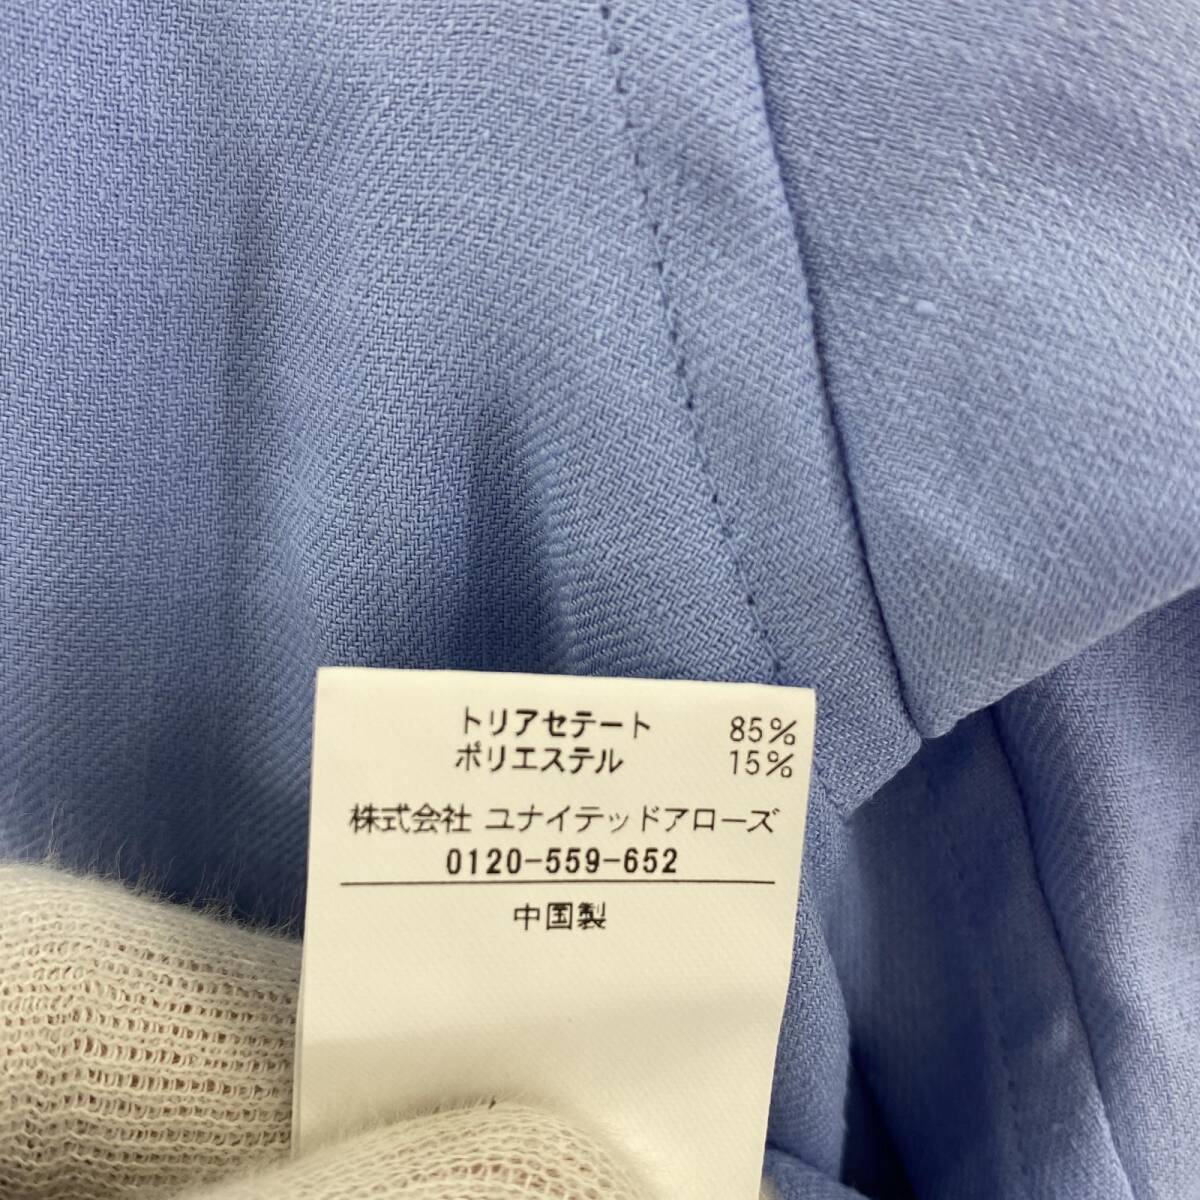 トリアセテート 85%
ポリエステル 15%
株式会社 ユナイテッドアローズ
0120-559-652
中国製